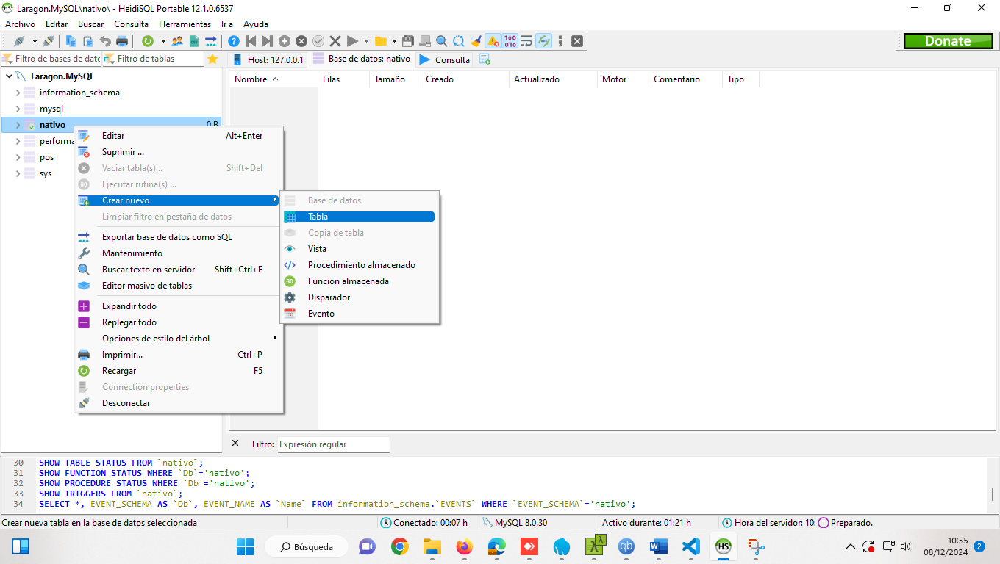 Laragon.MySQL\nativo\ - HeidiSQL Portable 12.1.0.6537
Archivo Editar Buscar Consulta Herramientas Ir a Ayuda
Donate
Filtro de bases de datc Filtro de tablas
Host: 127.0.0.1 Base de datos: nativo Consulta
Laragon.MySQL
information_schema
mysql
nativo 0 B
performa
pos
sys
Nombre Filas Tamaño Creado Actualizado Motor Comentario Tipo
Editar Alt+Enter
Suprimir ...
Vaciar tabla(s)... Shift+Del
Ejecutar rutina(s) ...
Crear nuevo
Limpiar filtro en pestaña de datos
Exportar base de datos como SQL
Mantenimiento
Buscar texto en servidor Shift+Ctrl+F
Editor masivo de tablas
Expandir todo
Replegar todo
Opciones de estilo del árbol
Imprimir... Ctrl+P
Recargar F5
Connection properties
Desconectar
Base de datos
Tabla
Copia de tabla
Vista
Procedimiento almacenado
Función almacenada
Disparador
Evento
Filtro: Expresión regular
30 SHOW TABLE STATUS FROM `nativo`;
31 SHOW FUNCTION STATUS WHERE `Db`='nativo';
32 SHOW PROCEDURE STATUS WHERE `Db`='nativo';
33 SHOW TRIGGERS FROM `nativo`;
34 SELECT *, EVENT_SCHEMA AS `Db`, EVENT_NAME AS `Name` FROM information_schema.`EVENTS` WHERE `EVENT_SCHEMA`='nativo';
Crear nueva tabla en la base de datos seleccionada Conectado: 00:07 h MySQL 8.0.30 Activo durante: 01:21 h Hora del servidor: 10 Preparado.
Búsqueda
10:55
08/12/2024
2